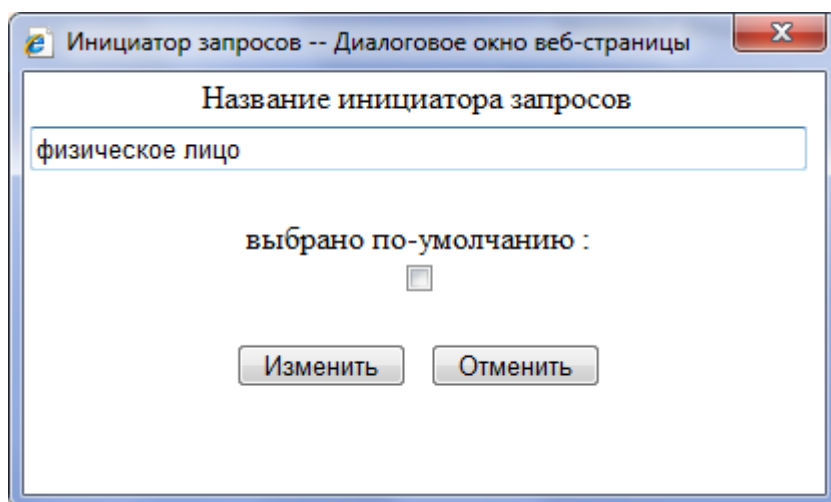 Инициатор запросов -- Диалоговое окно веб-страницы
Название инициатора запросов
физическое лицо
выбрано по-умолчанию :
Изменить Отменить